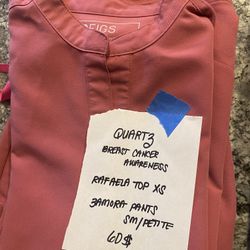 FIGS
QUARTZ
BREAST CANCER
AWARENESS
RAFAELA TOP XS
ZAMORA PANTS
SM/PETITE
60$